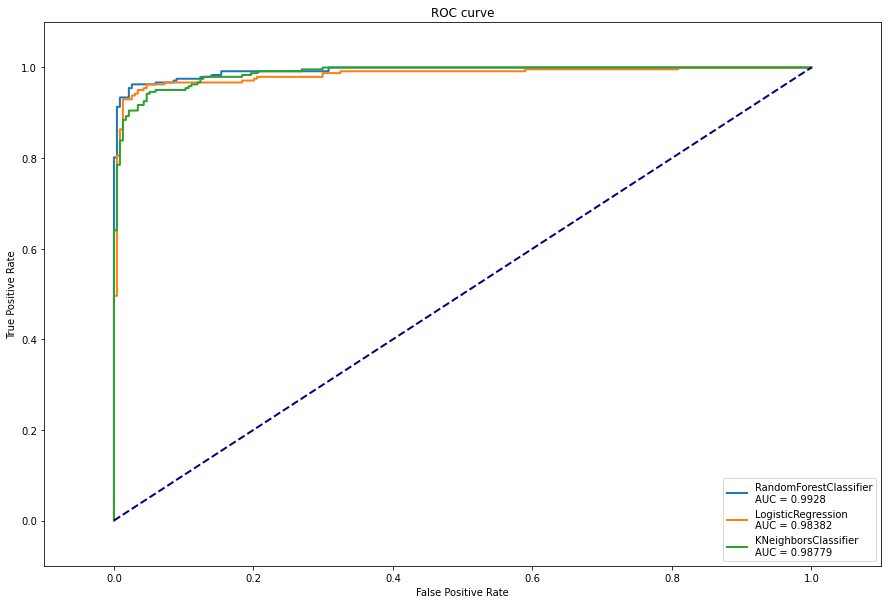 ROC curve
1.0
0.8
0.6
0.4
0.2
0.0
True Positive Rate
0.0 0.2 0.4 0.6 0.8 1.0
False Positive Rate
RandomForestClassifier
AUC = 0.9928
LogisticRegression
AUC = 0.98382
KNeighborsClassifier
AUC = 0.98779